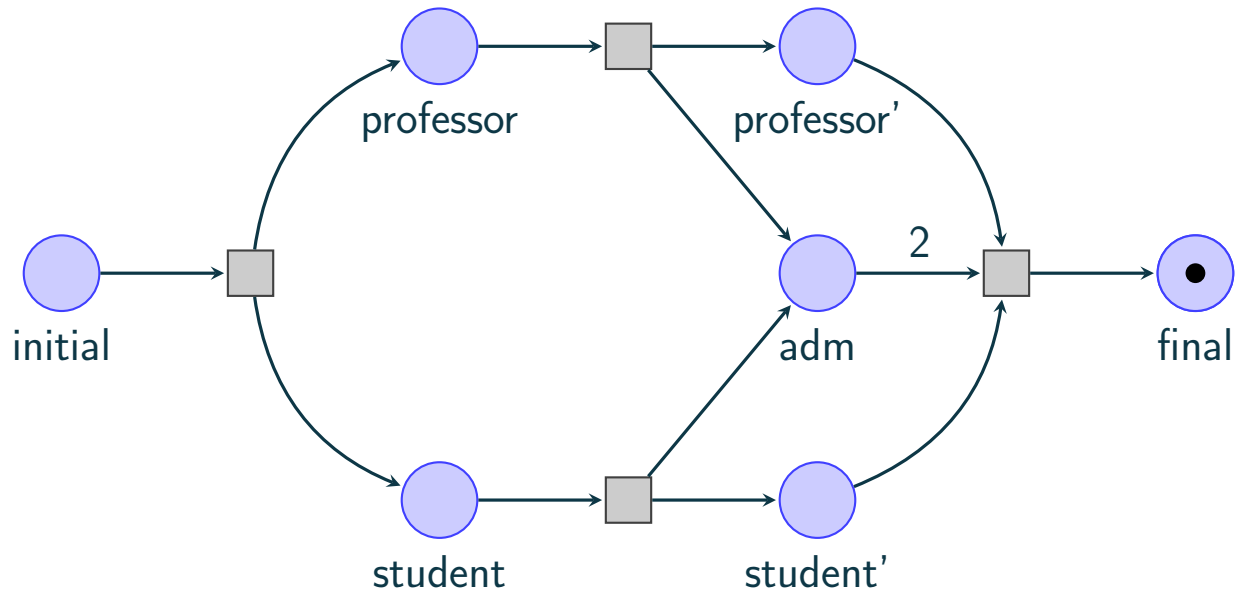 professor
professor'
2
initial
adm
final
student
student'